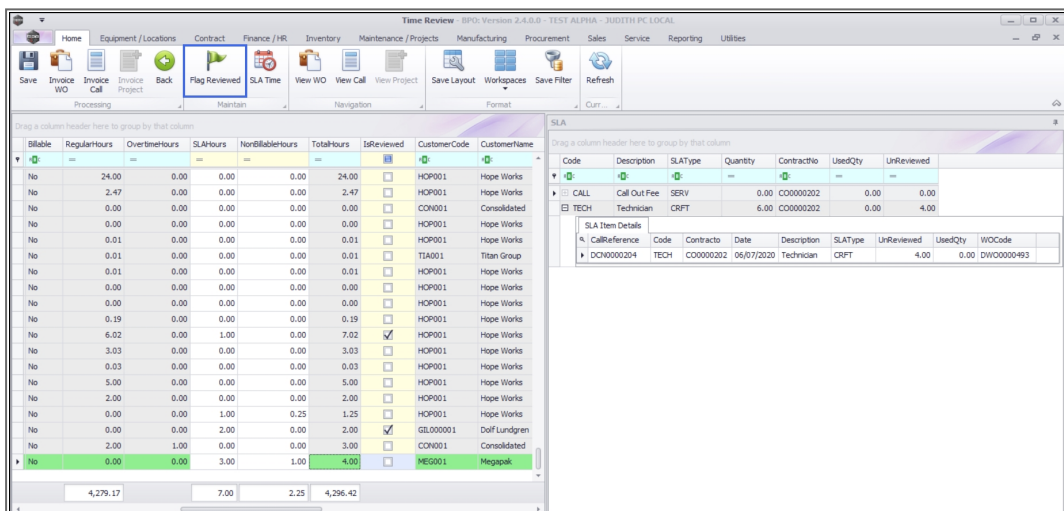 Time Review - BPO: Version 2.4.0.0 - TEST ALPHA - JUDITH PC LOCAL
Home Equipment / Locations Contract Finance / HR Inventory Maintenance / Projects Manufacturing Procurement Sales Service Reporting Utilities
Save Invoice WO Invoice Call Invoice Project Back Flag Reviewed SLA Time View WO View Call View Project Save Layout Workspaces Save Filter Refresh
Processing Maintain Navigation Format Curr...
Drag a column header here to group by that column
Billable RegularHours OvertimeHours SLAHours NonBillableHours TotalHours IsReviewed CustomerCode CustomerName
= = = = =
No 24.00 0.00 0.00 0.00 24.00 HOP001 Hope Works
No 2.47 0.00 0.00 0.00 2.47 HOP001 Hope Works
No 0.00 0.00 0.00 0.00 0.00 CON001 Consolidated
No 0.00 0.00 0.00 0.00 0.00 HOP001 Hope Works
No 0.01 0.00 0.00 0.00 0.01 HOP001 Hope Works
No 0.01 0.00 0.00 0.00 0.01 TIA001 Titan Group
No 0.01 0.00 0.00 0.00 0.01 HOP001 Hope Works
No 0.00 0.00 0.00 0.00 0.00 HOP001 Hope Works
No 0.19 0.00 0.00 0.00 0.19 HOP001 Hope Works
No 6.02 0.00 1.00 0.00 7.02 HOP001 Hope Works
No 3.03 0.00 0.00 0.00 3.03 HOP001 Hope Works
No 0.03 0.00 0.00 0.00 0.03 HOP001 Hope Works
No 5.00 0.00 0.00 0.00 5.00 HOP001 Hope Works
No 2.00 0.00 0.00 0.00 2.00 HOP001 Hope Works
No 0.00 0.00 1.00 0.25 1.25 HOP001 Hope Works
No 0.00 0.00 2.00 0.00 2.00 GIL000001 Dolf Lundgren
No 2.00 1.00 0.00 0.00 3.00 CON001 Consolidated
No 0.00 0.00 3.00 1.00 4.00 MEG001 Megapak
4,279.17 7.00 2.25 4,296.42
SLA
Drag a column header here to group by that column
Code Description SLAType Quantity ContractNo UsedQty UnReviewed
= = =
CALL Call Out Fee SERV 0.00 CO0000202 0.00 0.00
TECH Technician CRFT 6.00 CO0000202 0.00 4.00
SLA Item Details
CallReference Code Contracto Date Description SLAType UnReviewed UsedQty WOCode
DCN0000204 TECH CO0000202 06/07/2020 Technician CRFT 4.00 0.00 DWO0000493